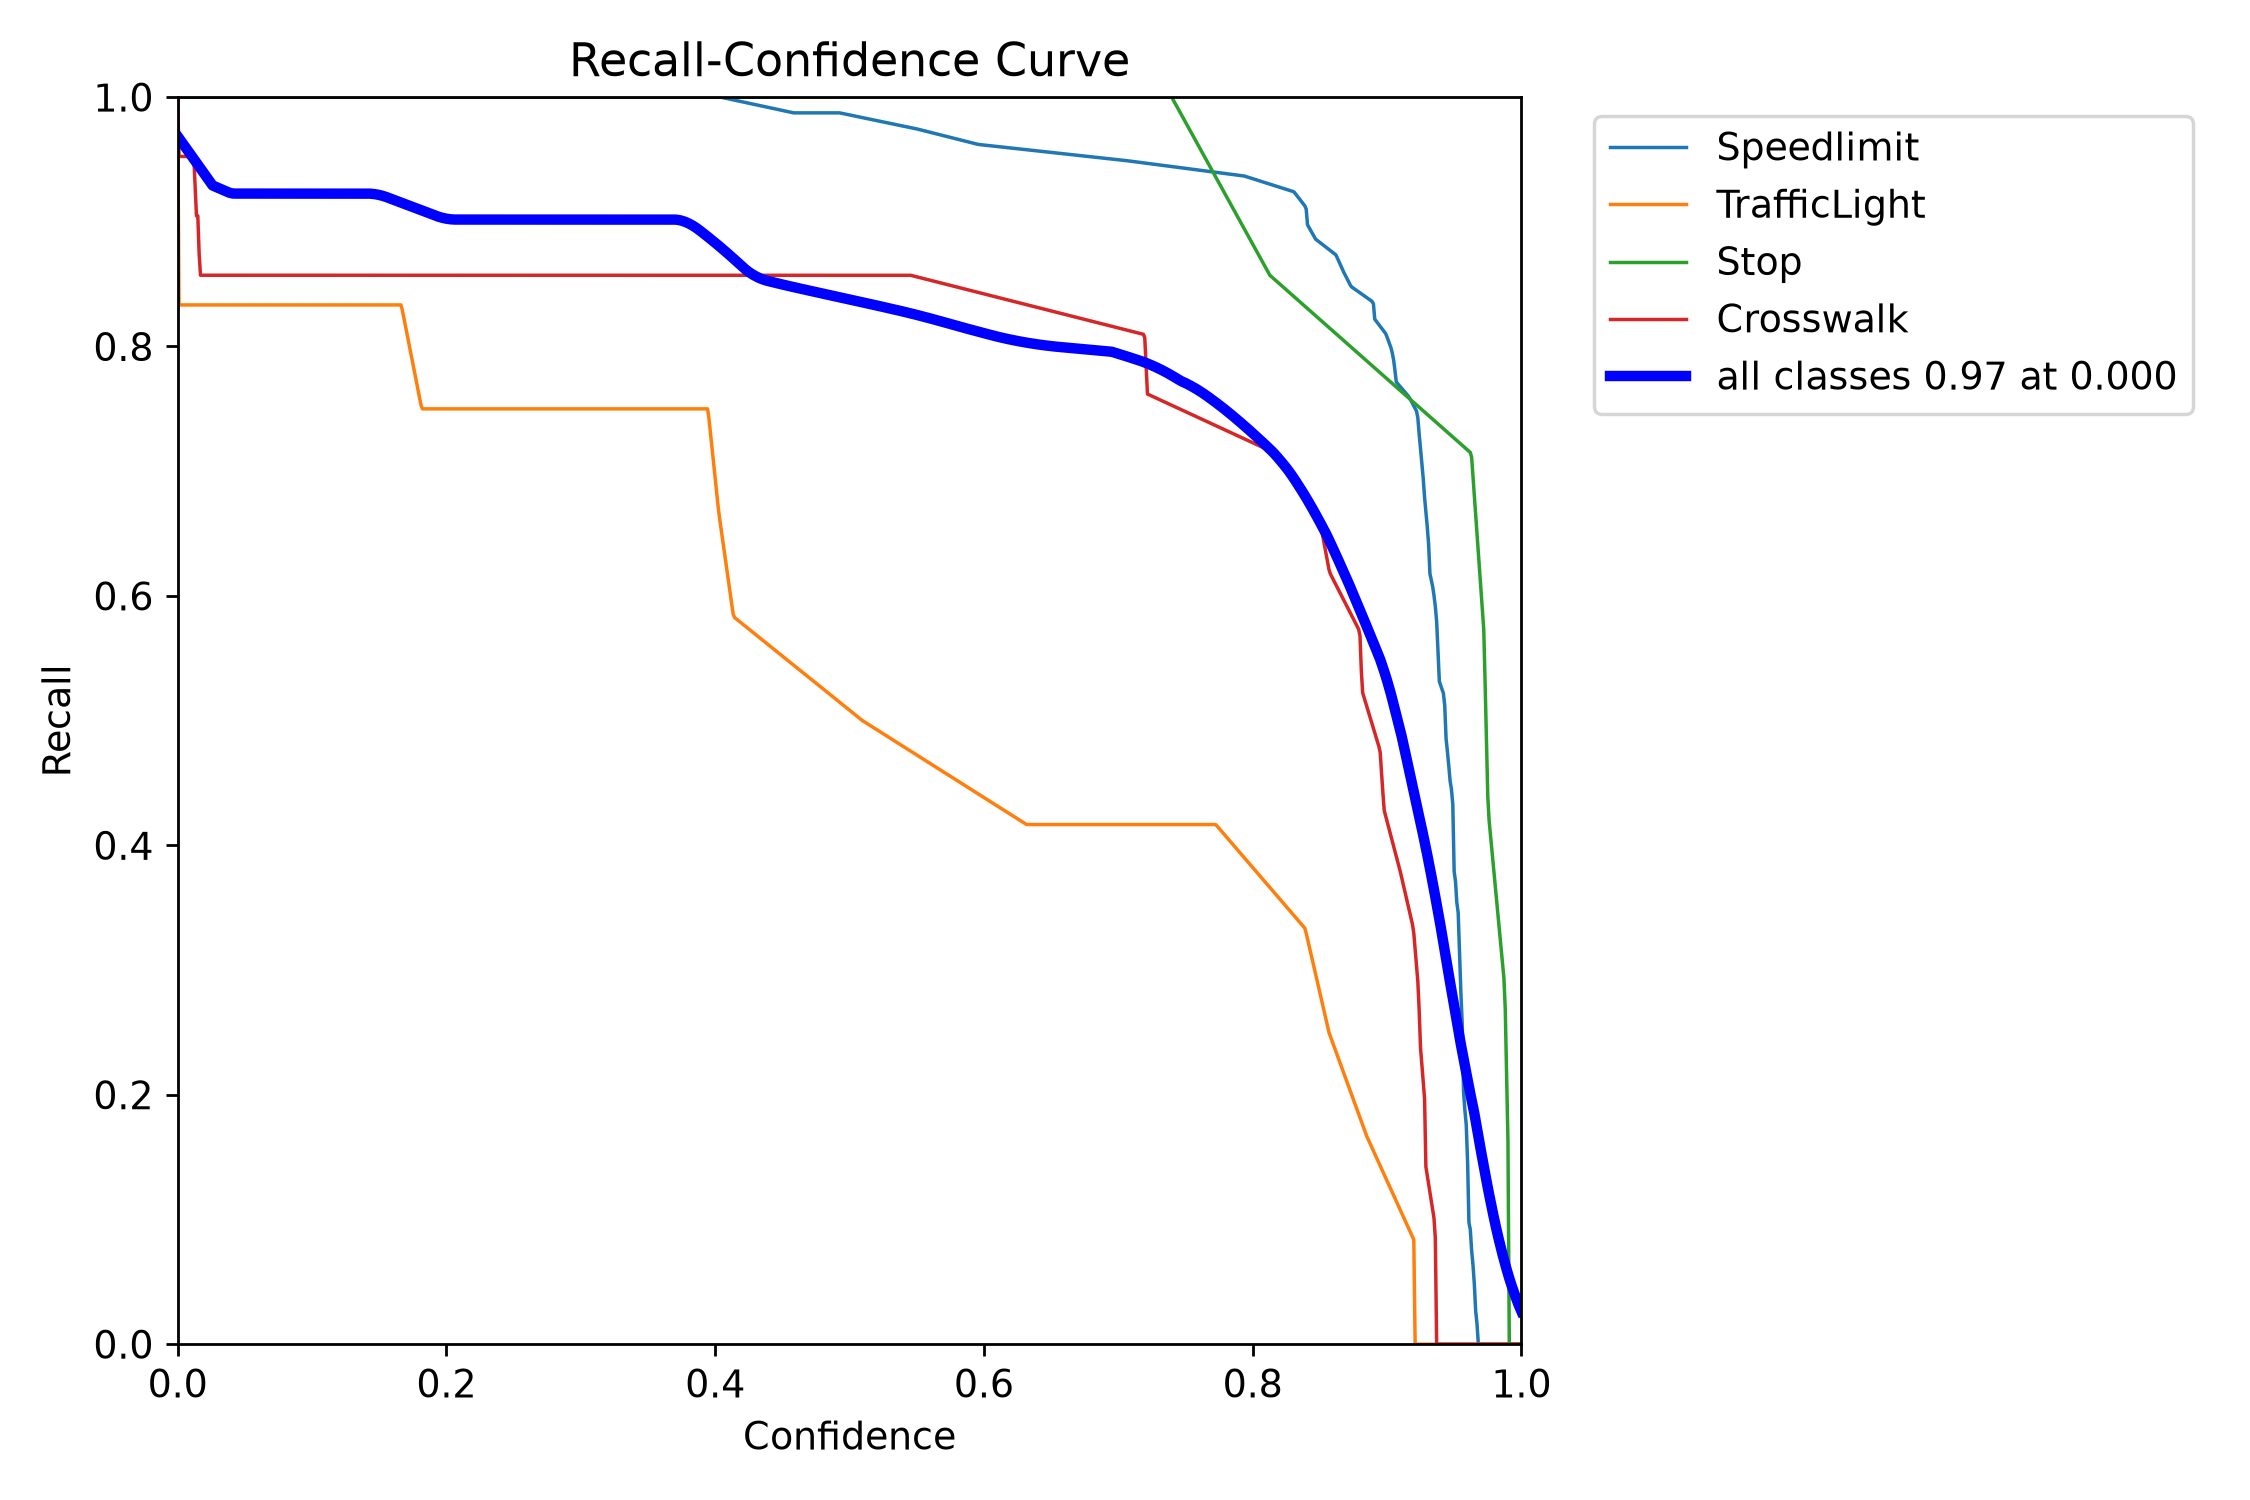 Recall-Confidence Curve
1.0
0.8
0.6
0.4
0.2
0.0
Recall
0.0 0.2 0.4 0.6 0.8 1.0
Confidence
Speedlimit
TrafficLight
Stop
Crosswalk
all classes 0.97 at 0.000